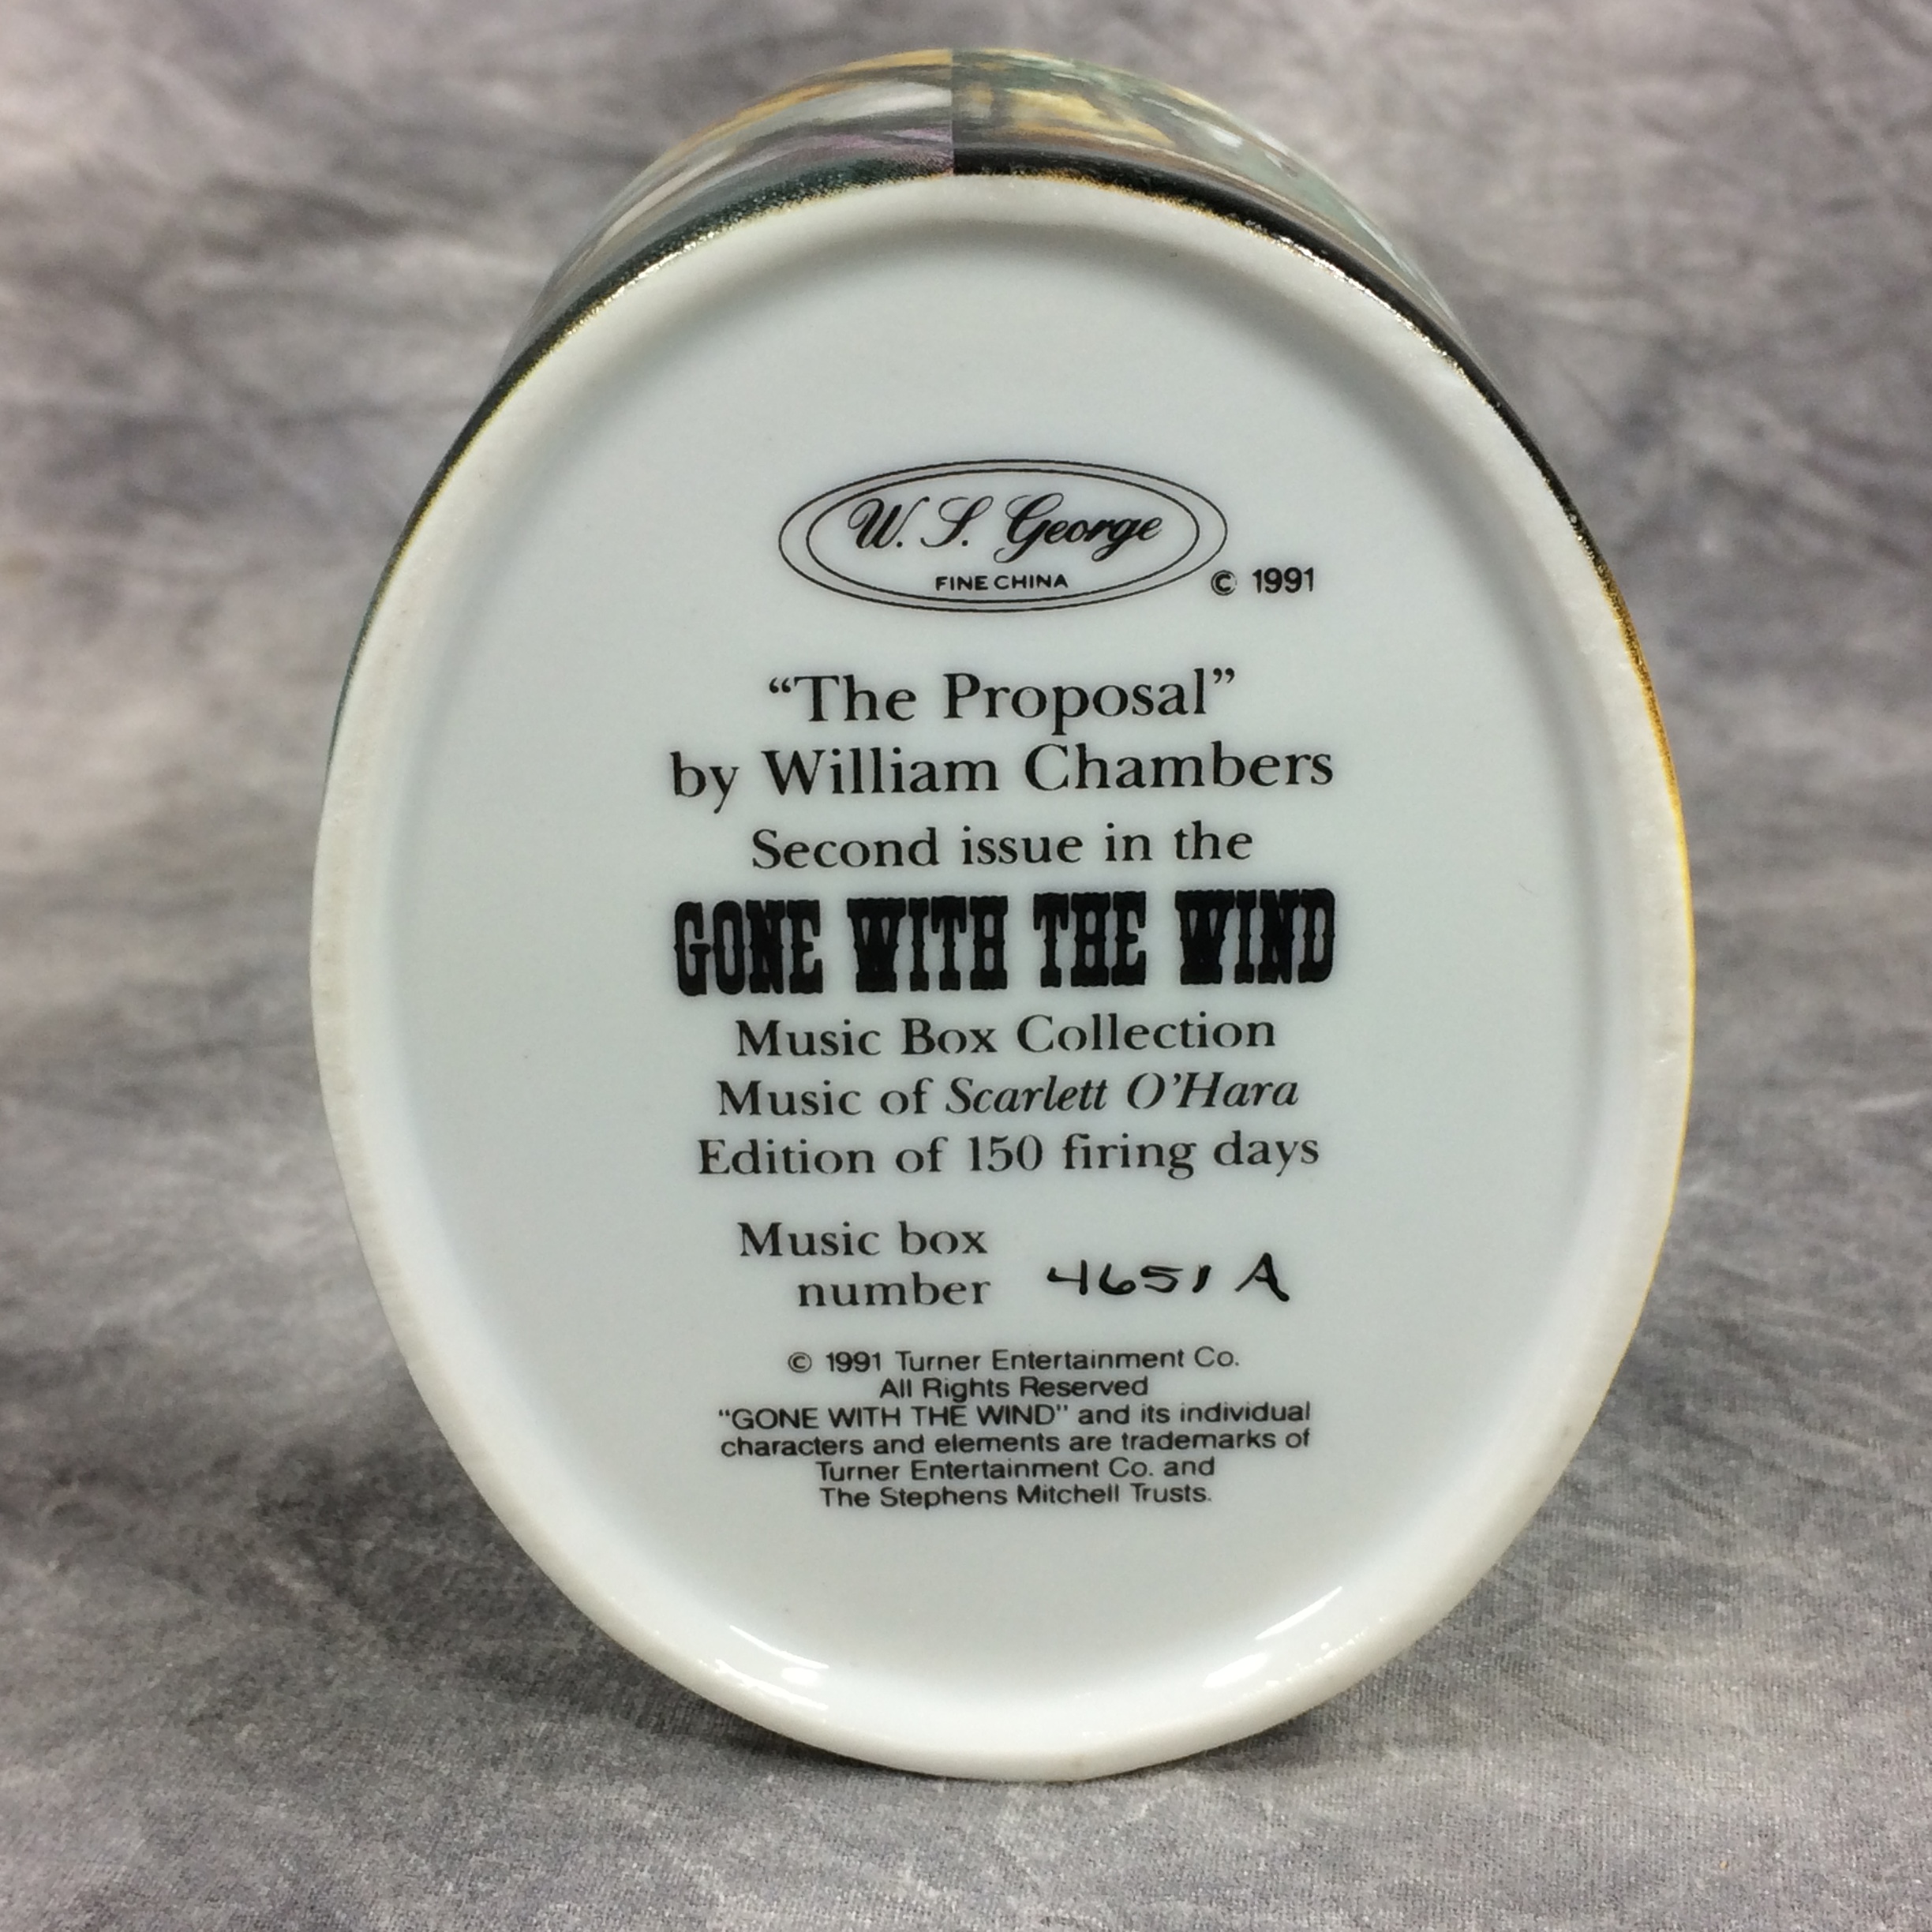 W. S. George
FINE CHINA
© 1991
“The Proposal”
by William Chambers
Second issue in the
GONE WITH THE WIND
Music Box Collection
Music of Scarlett O’Hara
Edition of 150 firing days
Music box
number 4651 A
© 1991 Turner Entertainment Co.
All Rights Reserved
"GONE WITH THE WIND" and its individual
characters and elements are trademarks of
Turner Entertainment Co. and
The Stephens Mitchell Trusts.